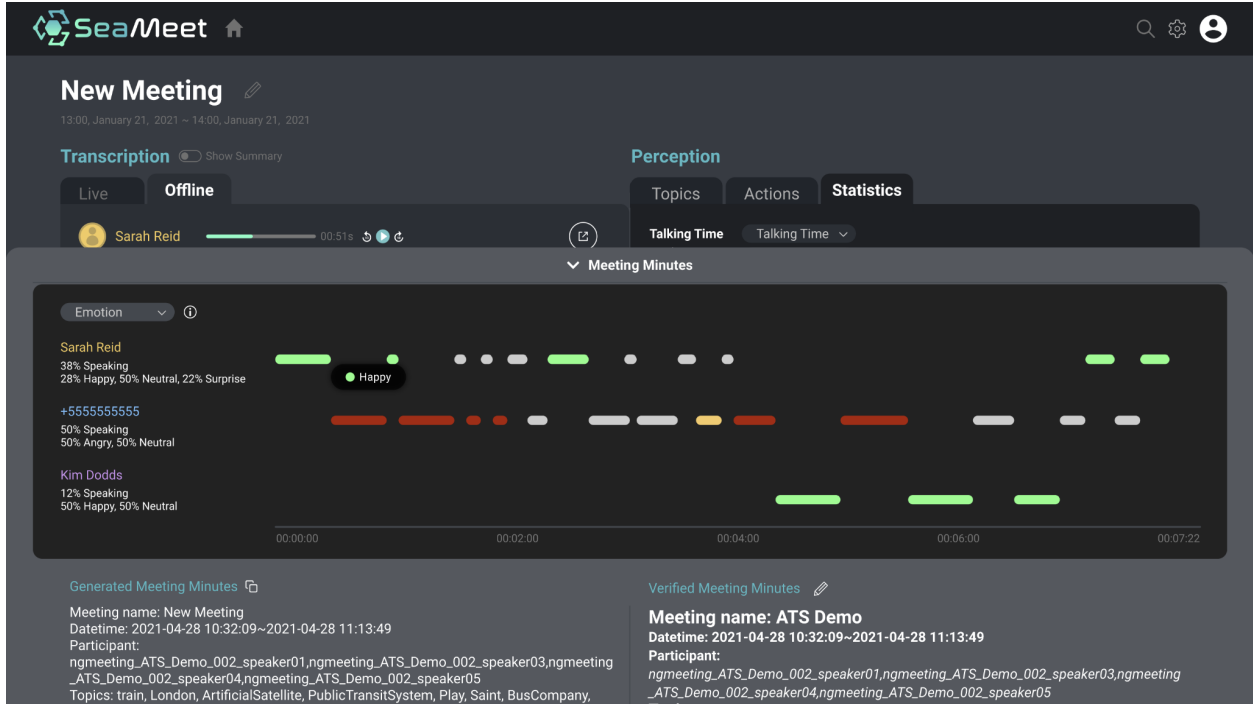 SeaMeet
New Meeting
13:00, January 21, 2021 ~ 14:00, January 21, 2021
Transcription Show Summary
Live Offline
Sarah Reid 00:51s
Perception
Topics Actions Statistics
Talking Time Talking Time
Meeting Minutes
Emotion
Sarah Reid
38% Speaking
28% Happy, 50% Neutral, 22% Surprise
Happy
+5555555555
50% Speaking
50% Angry, 50% Neutral
Kim Dodds
12% Speaking
50% Happy, 50% Neutral
00:00:00 00:02:00 00:04:00 00:06:00 00:07:22
Generated Meeting Minutes
Meeting name: New Meeting
Datetime: 2021-04-28 10:32:09~2021-04-28 11:13:49
Participant:
ngmeeting_ATS_Demo_002_speaker01,ngmeeting_ATS_Demo_002_speaker03,ngmeeting
_ATS_Demo_002_speaker04,ngmeeting_ATS_Demo_002_speaker05
Topics: train, London, ArtificialSatellite, PublicTransitSystem, Play, Saint, BusCompany,
Verified Meeting Minutes
Meeting name: ATS Demo
Datetime: 2021-04-28 10:32:09~2021-04-28 11:13:49
Participant:
ngmeeting_ATS_Demo_002_speaker01,ngmeeting_ATS_Demo_002_speaker03,ngmeeting
_ATS_Demo_002_speaker04,ngmeeting_ATS_Demo_002_speaker05